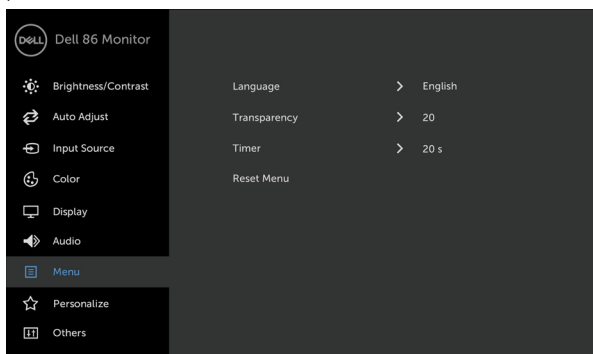 DELL Dell 86 Monitor
Brightness/Contrast
Auto Adjust
Input Source
Color
Display
Audio
Menu
Personalize
Others
Language English
Transparency 20
Timer 20 s
Reset Menu